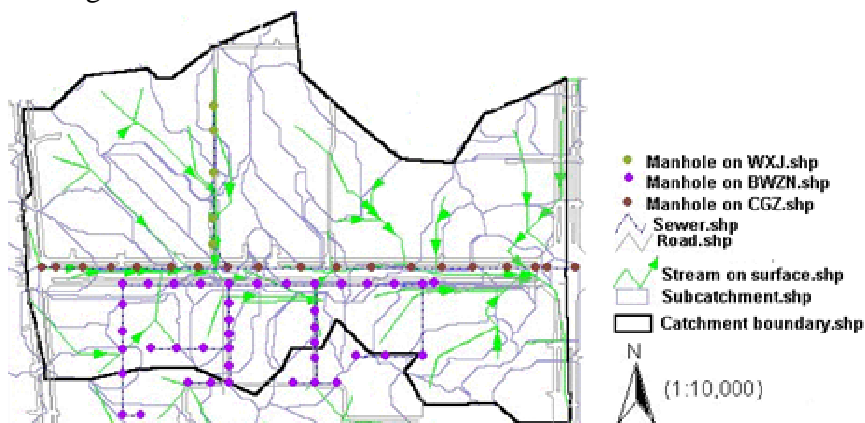 Manhole on WXJ.shp
Manhole on BWZN.shp
Manhole on CGZ.shp
Sewer.shp
Road.shp
Stream on surface.shp
Subcatchment.shp
Catchment boundary.shp
N
(1:10,000)